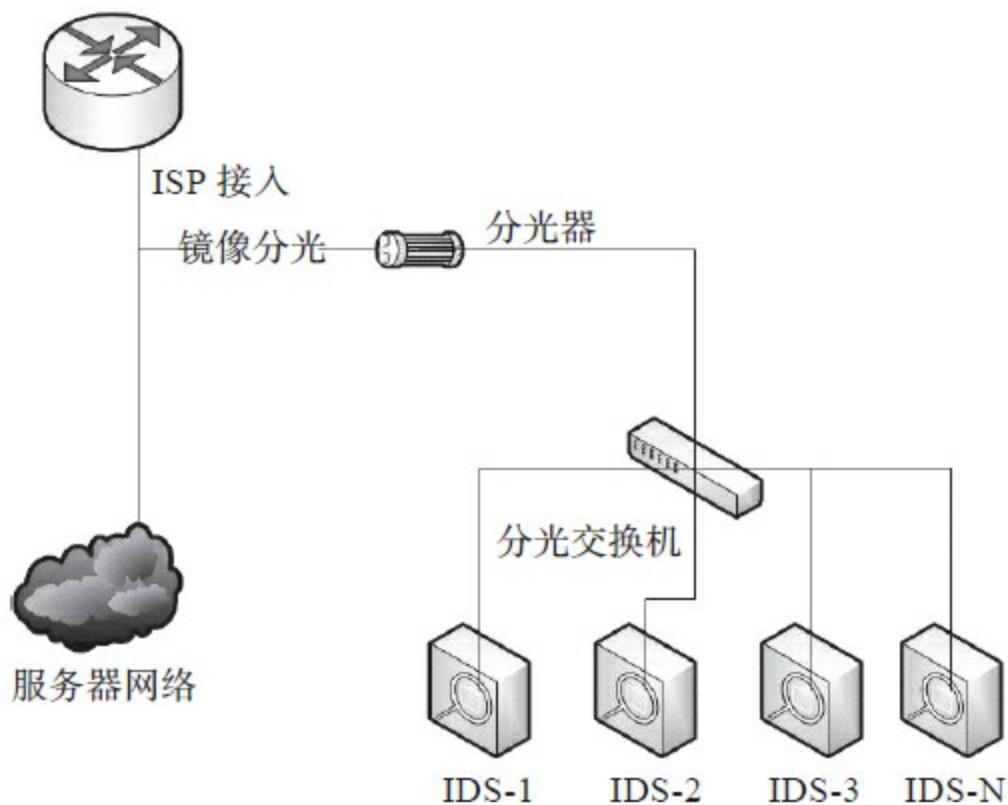 ISP 接入
镜像分光
分光器
分光交换机
服务器网络
IDS-1
IDS-2
IDS-3
IDS-N